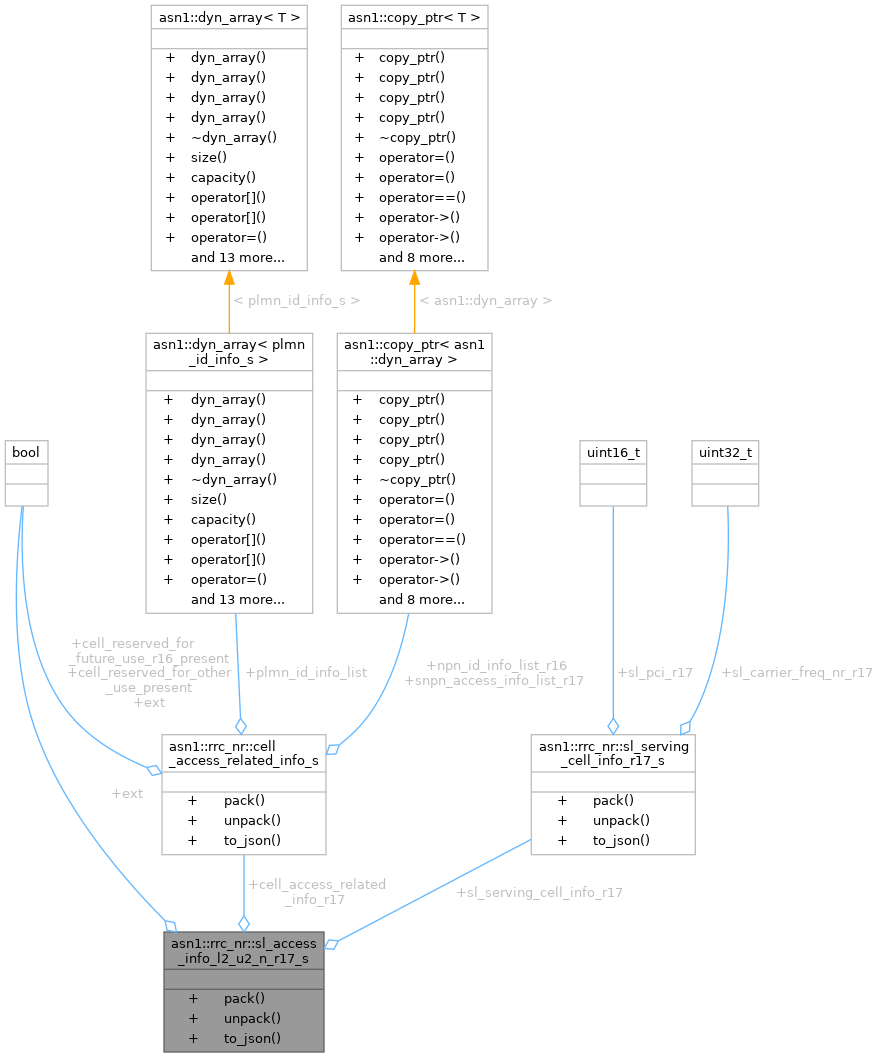 asn1::dyn_array< T >
+ dyn_array()
+ dyn_array()
+ dyn_array()
+ dyn_array()
+ ~dyn_array()
+ size()
+ capacity()
+ operator[]()
+ operator[]()
+ operator=()
and 13 more...
asn1::copy_ptr< T >
+ copy_ptr()
+ copy_ptr()
+ copy_ptr()
+ copy_ptr()
+ ~copy_ptr()
+ operator=()
+ operator=()
+ operator==()
+ operator->()
+ operator->()
and 8 more...
< plmn_id_info_s >
< asn1::dyn_array >
asn1::dyn_array< plmn
_id_info_s >
+ dyn_array()
+ dyn_array()
+ dyn_array()
+ dyn_array()
+ ~dyn_array()
+ size()
+ capacity()
+ operator[]()
+ operator[]()
+ operator=()
and 13 more...
asn1::copy_ptr< asn1
::dyn_array >
+ copy_ptr()
+ copy_ptr()
+ copy_ptr()
+ copy_ptr()
+ ~copy_ptr()
+ operator=()
+ operator=()
+ operator==()
+ operator->()
+ operator->()
and 8 more...
bool
uint16_t
uint32_t
+cell_reserved_for
_future_use_r16_present
+cell_reserved_for_other
_use_present
+ext
+plmn_id_info_list
+npn_id_info_list_r16
+snpn_access_info_list_r17
+sl_pci_r17
+sl_carrier_freq_nr_r17
asn1::rrc_nr::cell
_access_related_info_s
+ pack()
+ unpack()
+ to_json()
asn1::rrc_nr::sl_serving
_cell_info_r17_s
+ pack()
+ unpack()
+ to_json()
+ext
+cell_access_related
_info_r17
+sl_serving_cell_info_r17
asn1::rrc_nr::sl_access
_info_l2_u2_n_r17_s
+ pack()
+ unpack()
+ to_json()